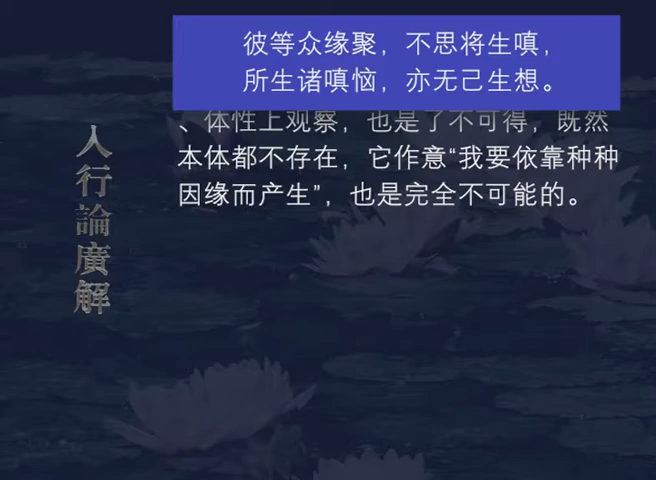 彼等众缘聚，不思将生嗔，
所生诸嗔恼，亦无己生想。
、体性上观察，也是了不可得，既然
本体都不存在，它作意“我要依靠种种
因缘而产生”，也是完全不可能的。
入行論廣解